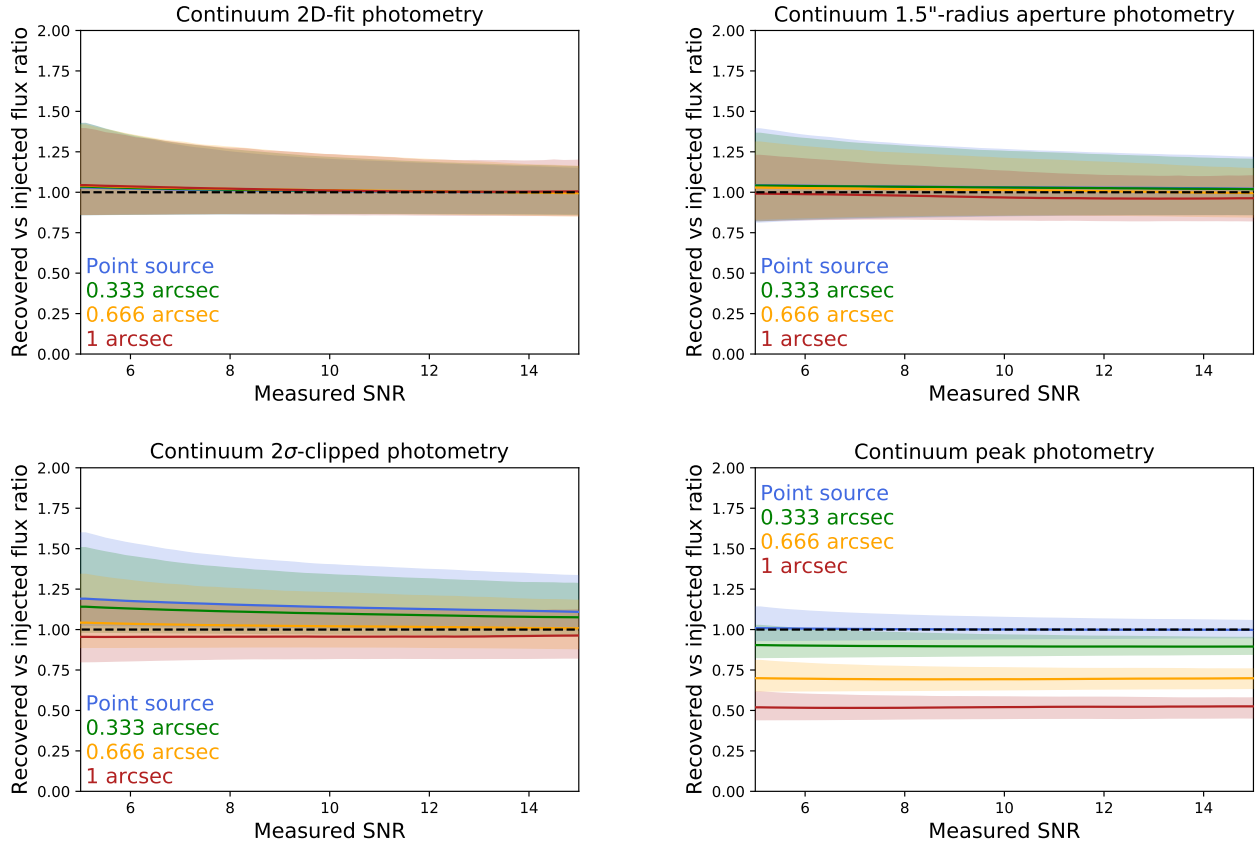 Continuum 2D-fit photometry
Recovered vs injected flux ratio
2.00
1.75
1.50
1.25
1.00
0.75
0.50
0.25
0.00
Point source
0.333 arcsec
0.666 arcsec
1 arcsec
6 8 10 12 14
Measured SNR
Continuum 1.5"-radius aperture photometry
Recovered vs injected flux ratio
2.00
1.75
1.50
1.25
1.00
0.75
0.50
0.25
0.00
Point source
0.333 arcsec
0.666 arcsec
1 arcsec
6 8 10 12 14
Measured SNR
Continuum 2σ-clipped photometry
Recovered vs injected flux ratio
2.00
1.75
1.50
1.25
1.00
0.75
0.50
0.25
0.00
Point source
0.333 arcsec
0.666 arcsec
1 arcsec
6 8 10 12 14
Measured SNR
Continuum peak photometry
Recovered vs injected flux ratio
2.00
1.75
1.50
1.25
1.00
0.75
0.50
0.25
0.00
Point source
0.333 arcsec
0.666 arcsec
1 arcsec
6 8 10 12 14
Measured SNR